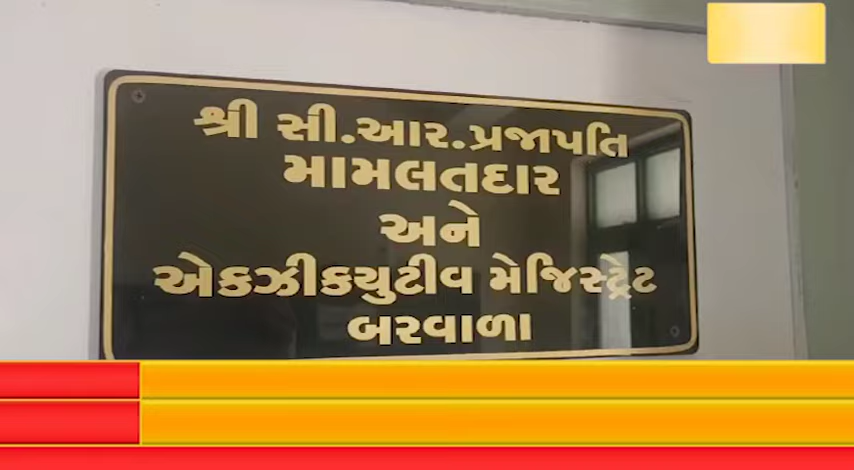 શ્રી સી.આર.પ્રજાપતિ
મામલતદાર
અને
એકઝીકયુટીવ મેજિસ્ટ્રેટ
બરવાળા